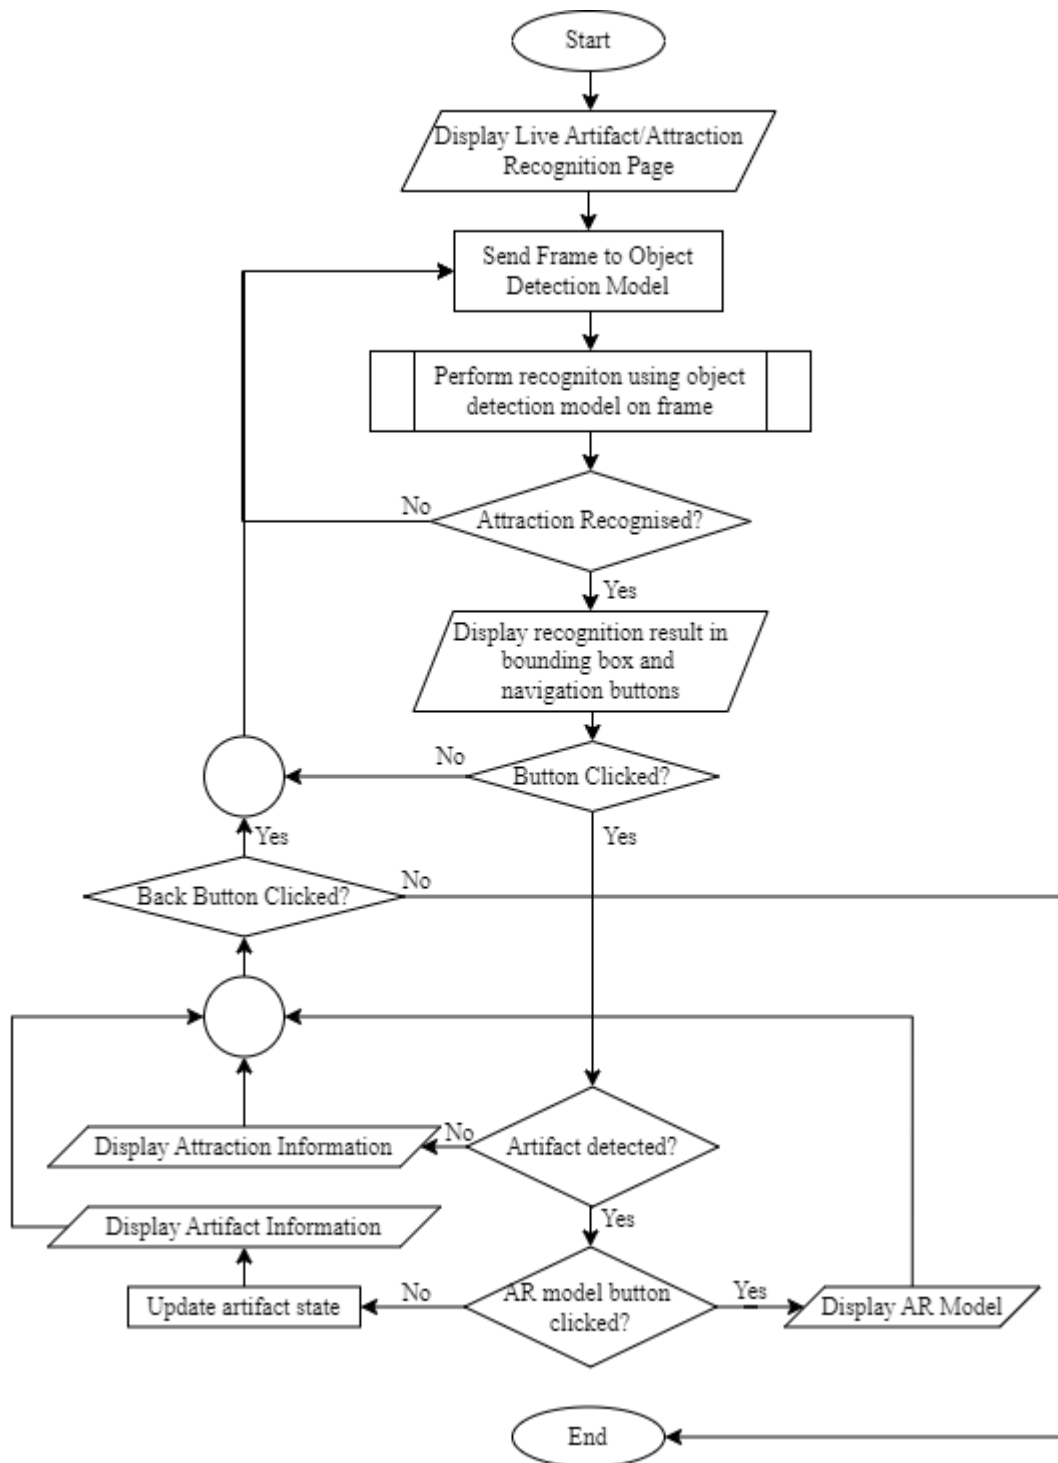 Start
Display Live Artifact/Attraction
Recognition Page
Send Frame to Object
Detection Model
Perform recogniton using object
detection model on frame
No
Attraction Recognised?
Yes
Display recognition result in
bounding box and
navigation buttons
No
Button Clicked?
Yes
Yes
Back Button Clicked?
No
Display Attraction Information
No
Artifact detected?
Display Artifact Information
Yes
Update artifact state
No
AR model button
clicked?
Yes
Display AR Model
End